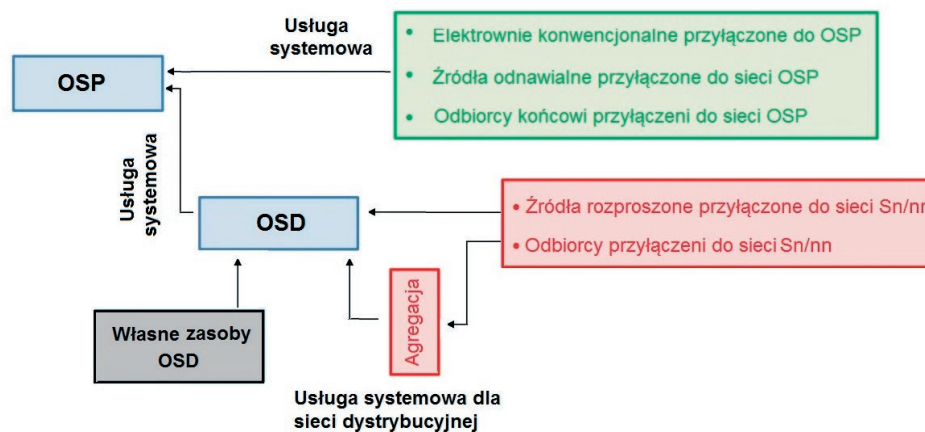 Usługa
systemowa
• Elektrownie konwencjonalne przyłączone do OSP
• Źródła odnawialne przyłączone do sieci OSP
• Odbiorcy końcowi przyłączeni do sieci OSP
OSP
Usługa
systemowa
OSD
• Źródła rozproszone przyłączone do sieci Sn/nn
• Odbiorcy przyłączeni do sieci Sn/nn
Własne zasoby
OSD
Agregacja
Usługa systemowa dla
sieci dystrybucyjnej